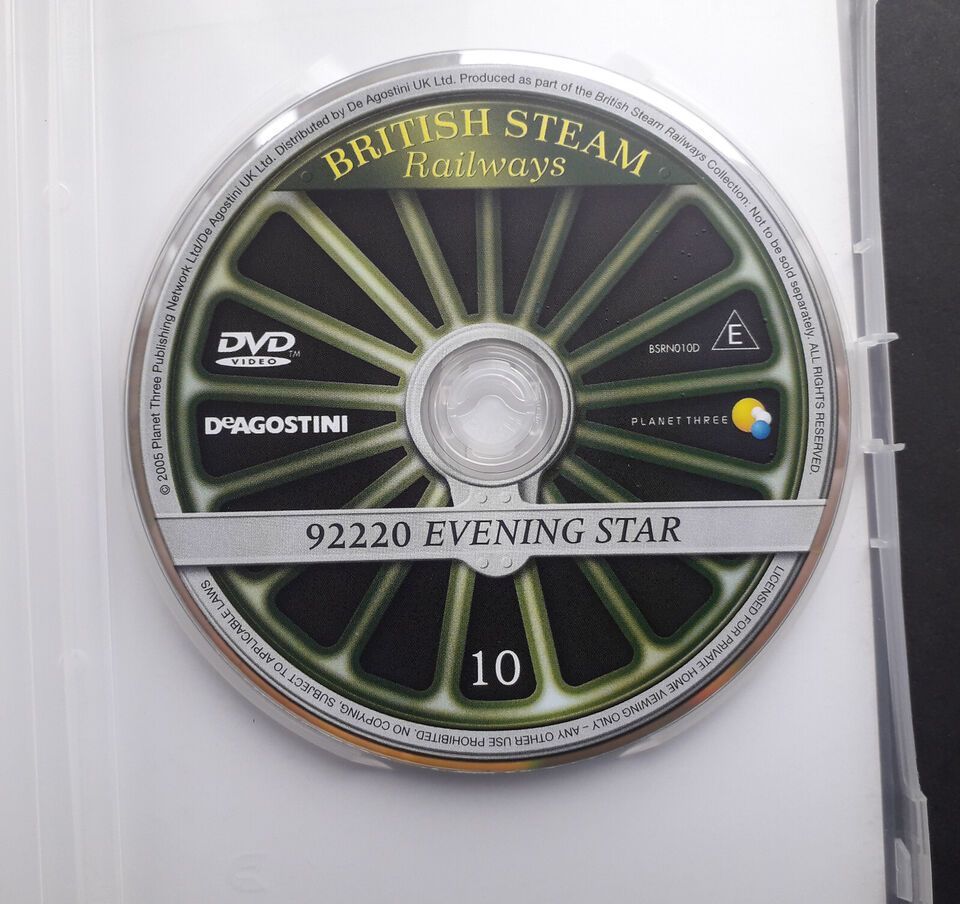 © 2005 Planet Three Publishing Network Ltd/De Agostini UK Ltd. Distributed by De Agostini UK Ltd. Produced as part of the British Steam Railways Collection. Not to be sold separately. ALL RIGHTS RESERVED.
BRITISH STEAM
Railways
DVD
VIDEO
TM
BSRN010D
E
DeAGOSTINI
PLANET THREE
92220 EVENING STAR
10
LICENSED FOR PRIVATE HOME VIEWING ONLY – ANY OTHER USE PROHIBITED. NO COPYING, SUBJECT TO APPLICABLE LAWS